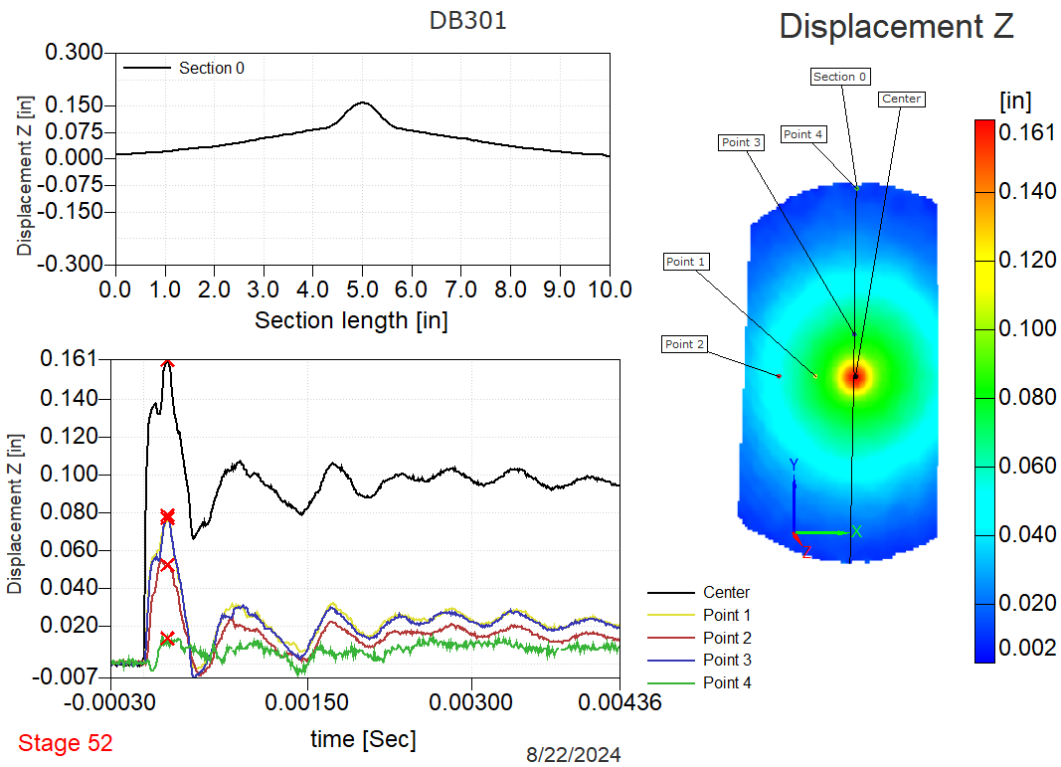 DB301
Displacement Z
0.300
0.150
0.075
0.000
-0.075
-0.150
-0.300
Displacement Z [in]
Section 0
0.0 1.0 2.0 3.0 4.0 5.0 6.0 7.0 8.0 9.0 10.0
Section length [in]
0.161
0.140
0.120
0.100
0.080
0.060
0.040
0.020
-0.007
Displacement Z [in]
-0.00030 0.00150 0.00300 0.00436
time [Sec]
Stage 52
8/22/2024
Section 0
Center
Point 4
Point 3
Point 1
Point 2
Y
X
Z
[in]
0.161
0.140
0.120
0.100
0.080
0.060
0.040
0.020
0.002
Center
Point 1
Point 2
Point 3
Point 4